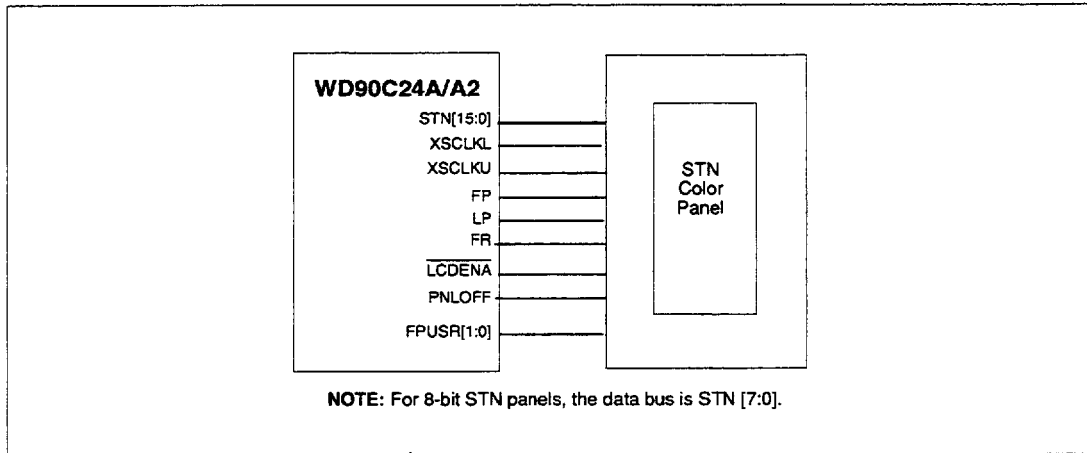 WD90C24A/A2
STN[15:0]
XSCLKL
XSCLKU
FP
LP
FR
LCDENA
PNLOFF
FPUSR[1:0]
STN
Color
Panel
NOTE: For 8-bit STN panels, the data bus is STN [7:0].